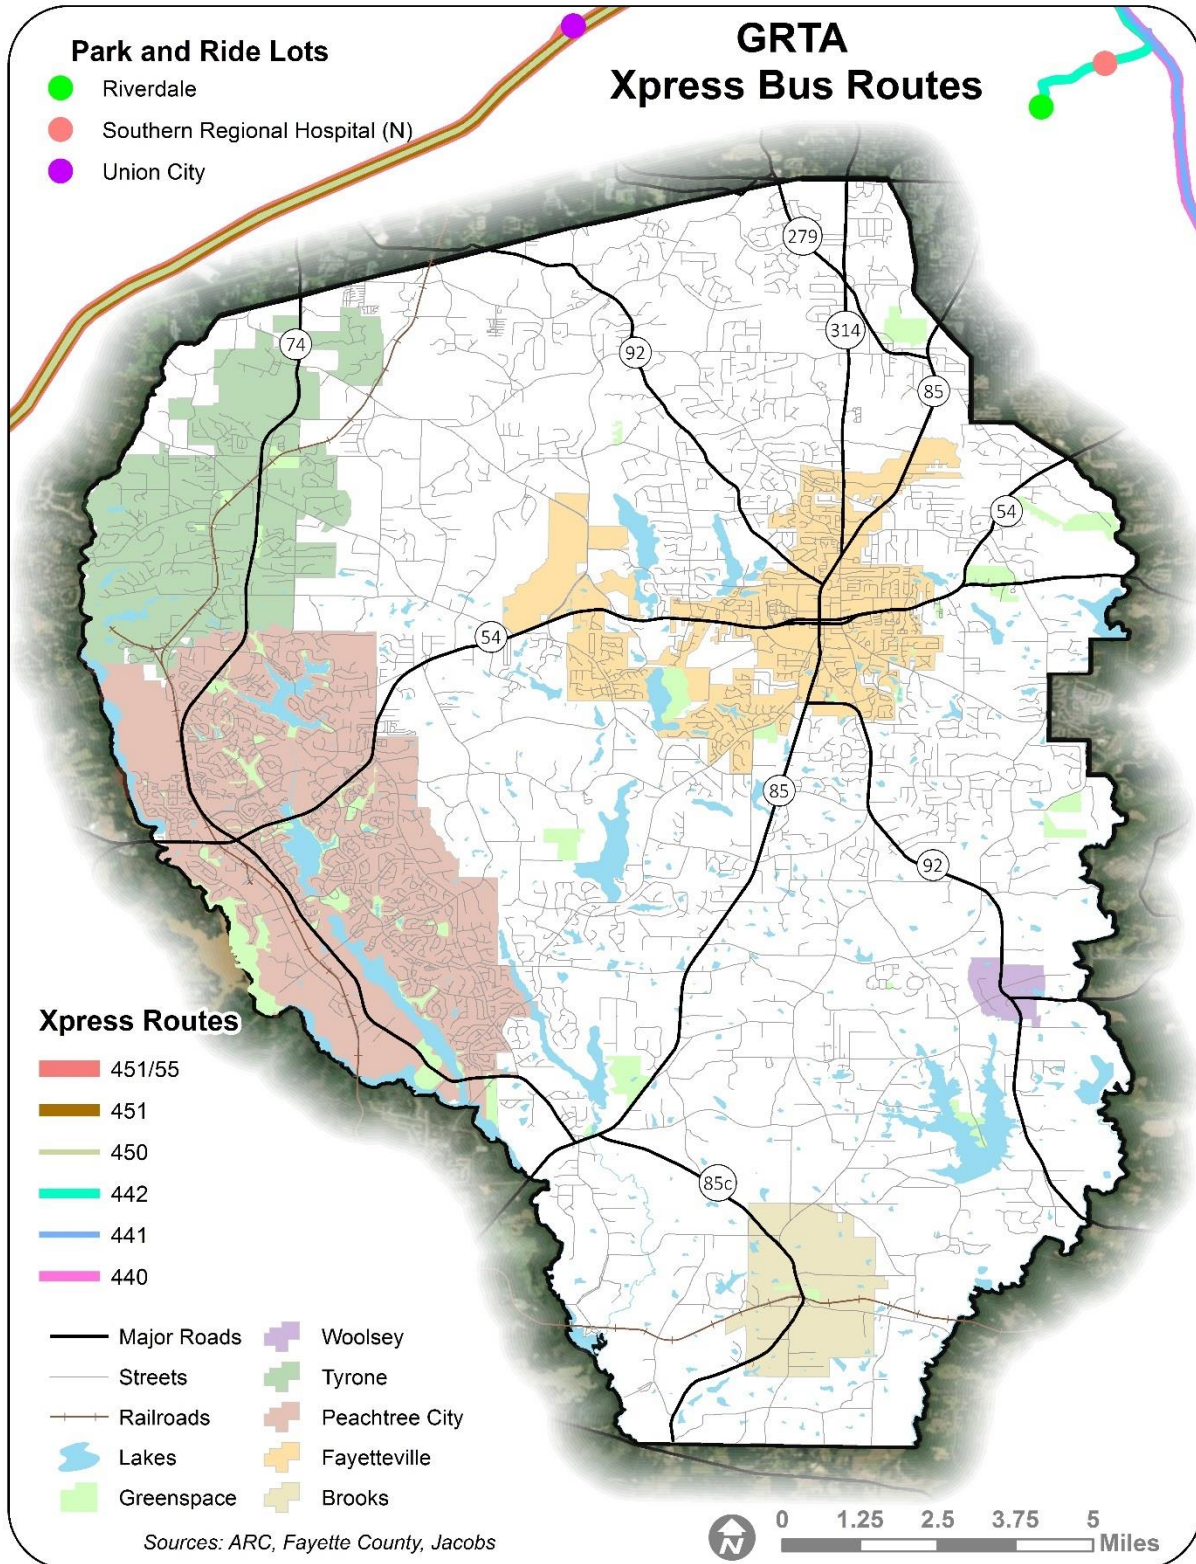 GRTA
Xpress Bus Routes
Park and Ride Lots
Riverdale
Southern Regional Hospital (N)
Union City
279
314
74
92
85
54
54
85
92
85c
Xpress Routes
451/55
451
450
442
441
440
Major Roads
Streets
Railroads
Lakes
Greenspace
Woolsey
Tyrone
Peachtree City
Fayetteville
Brooks
Sources: ARC, Fayette County, Jacobs
N
0 1.25 2.5 3.75 5
Miles